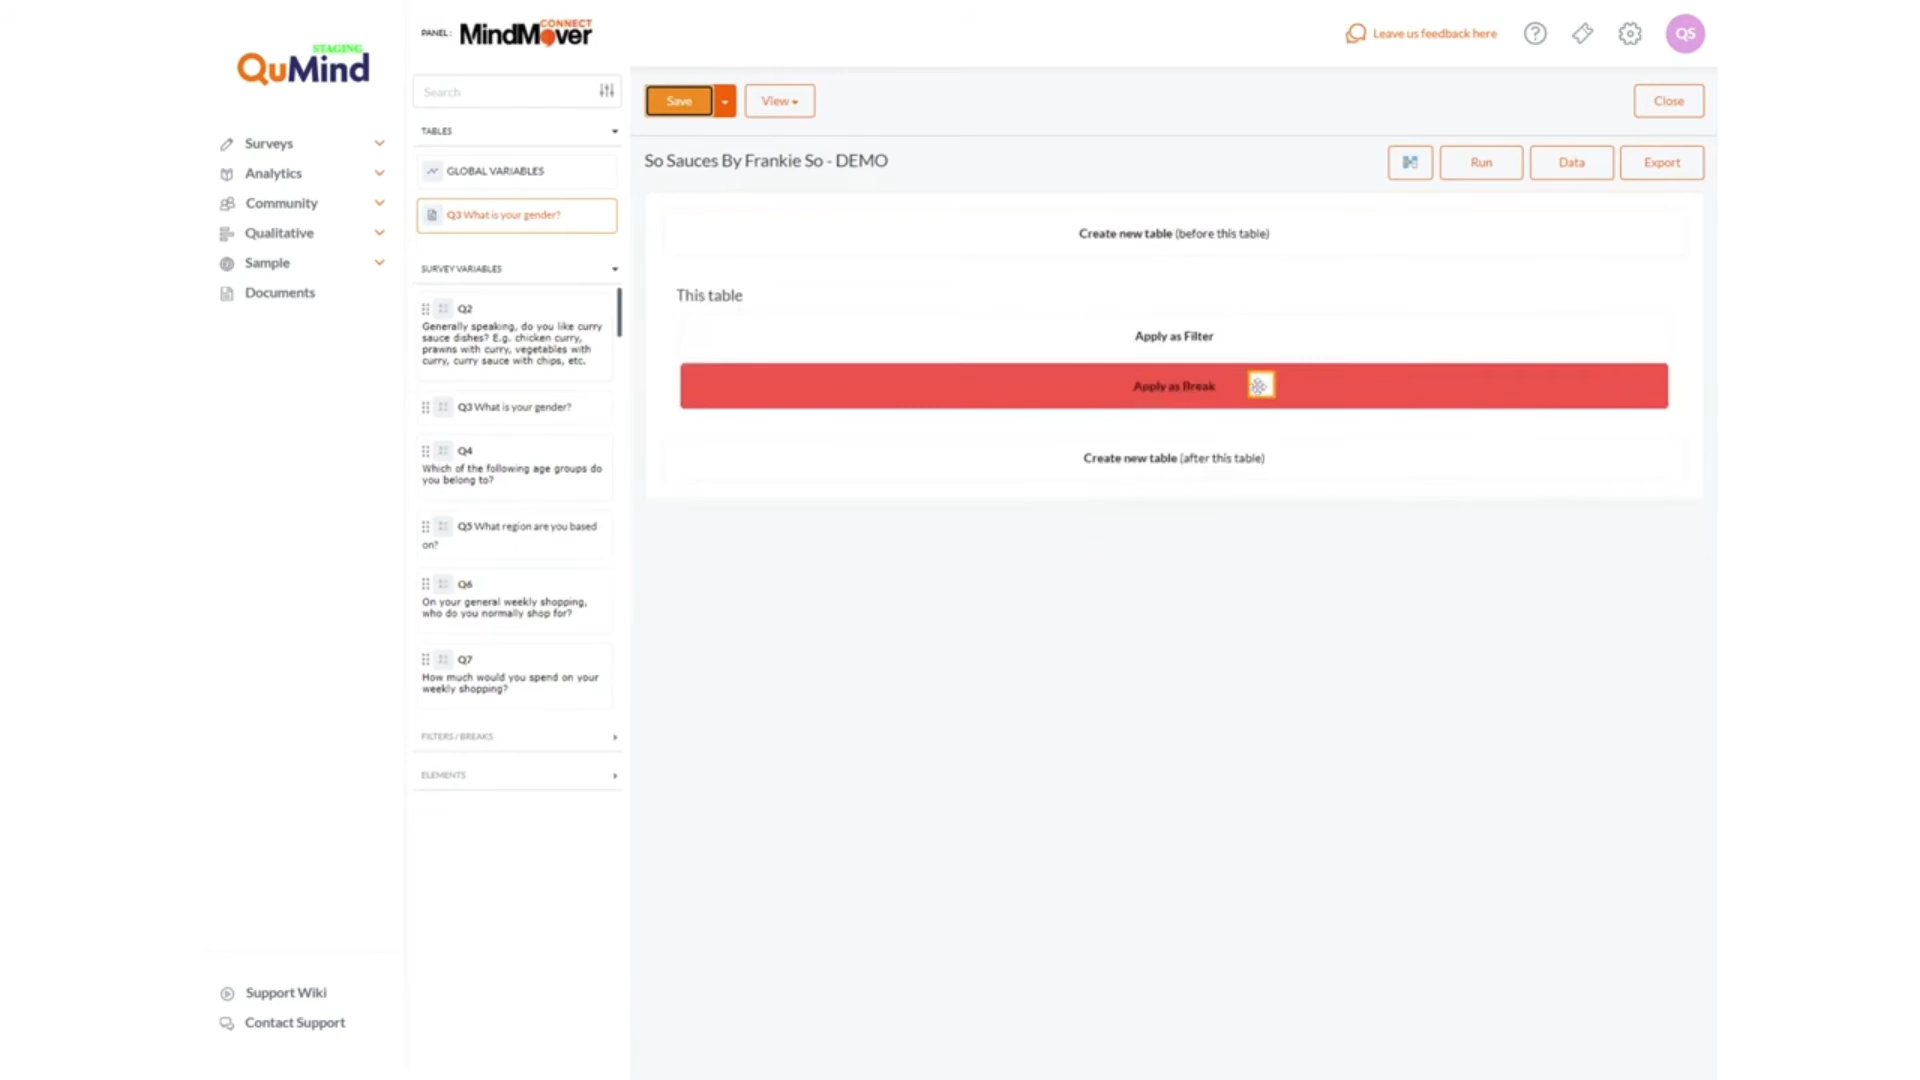 STAGING
QuMind
Surveys
Analytics
Community
Qualitative
Sample
Documents
Support Wiki
Contact Support
PANEL: MindMover CONNECT
Search
TABLES
GLOBAL VARIABLES
Q3 What is your gender?
SURVEY VARIABLES
Q2
Generally speaking, do you like curry
sauce dishes? E.g. chicken curry,
prawns with curry, vegetables with
curry, curry sauce with chips, etc.
Q3 What is your gender?
Q4
Which of the following age groups do
you belong to?
Q5 What region are you based
on?
Q6
On your general weekly shopping,
who do you normally shop for?
Q7
How much would you spend on your
weekly shopping?
FILTERS / BREAKS
ELEMENTS
Leave us feedback here
QS
Save
View
Close
So Sauces By Frankie So - DEMO
Run
Data
Export
Create new table (before this table)
This table
Apply as Filter
Apply as Break
Create new table (after this table)